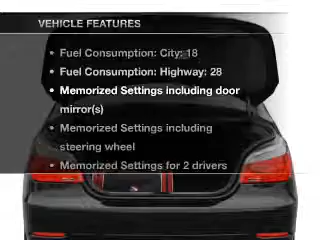 VEHICLE FEATURES
• Fuel Consumption: City: 18
• Fuel Consumption: Highway: 28
• Memorized Settings including door
mirror(s)
• Memorized Settings including
steering wheel
• Memorized Settings for 2 drivers